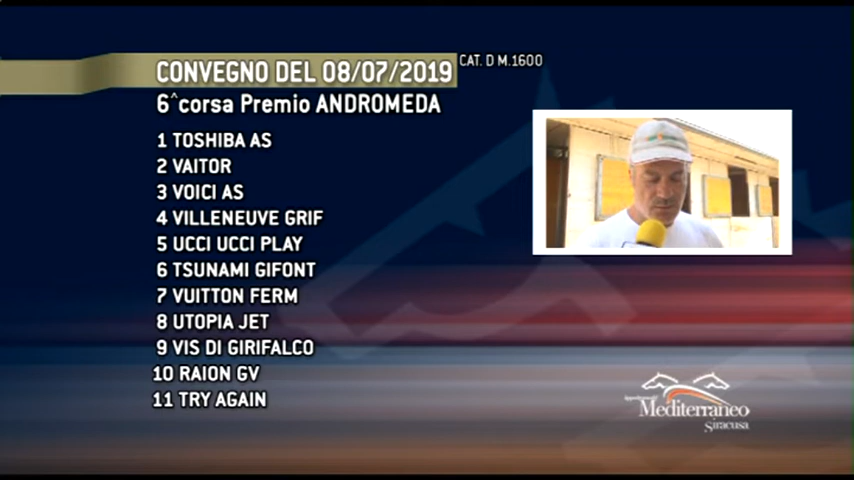 CONVEGNO DEL 08/07/2019
CAT. D M.1600
6^corsa Premio ANDROMEDA
1 TOSHIBA AS
2 VAITOR
3 VOICI AS
4 VILLENEUVE GRIF
5 UCCI UCCI PLAY
6 TSUNAMI GIFONT
7 VUITTON FERM
8 UTOPIA JET
9 VIS DI GIRIFALCO
10 RAION GV
11 TRY AGAIN
Mediterraneo
Siracusa